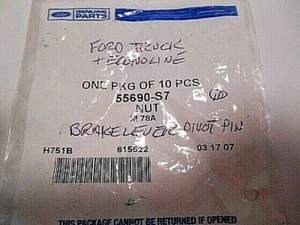 Ford GENUINE PARTS
FORD TRUCK
+ ECONOLINE
ONE PKG OF 10 PCS
55690-S7
NUT
M 78A
BRAKE LEVER PIVOT PIN
H751B 615522 03 17 07
THIS PACKAGE CANNOT BE RETURNED IF OPENED